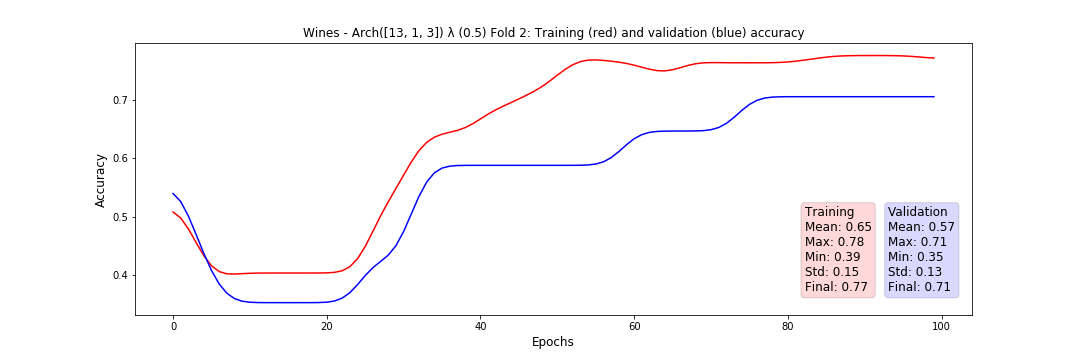 Wines - Arch([13, 1, 3]) λ (0.5) Fold 2: Training (red) and validation (blue) accuracy
Accuracy
0.7
0.6
0.5
0.4
Training
Mean: 0.65
Max: 0.78
Min: 0.39
Std: 0.15
Final: 0.77
Validation
Mean: 0.57
Max: 0.71
Min: 0.35
Std: 0.13
Final: 0.71
0 20 40 60 80 100
Epochs